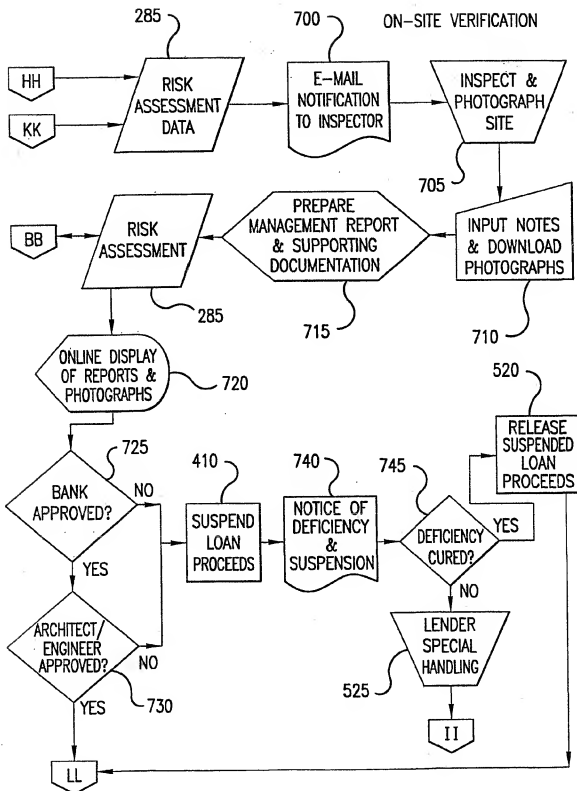 285
700
ON-SITE VERIFICATION
HH
KK
RISK
ASSESSMENT
DATA
E-MAIL
NOTIFICATION
TO INSPECTOR
INSPECT &
PHOTOGRAPH
SITE
705
BB
RISK
ASSESSMENT
285
PREPARE
MANAGEMENT REPORT
& SUPPORTING
DOCUMENTATION
715
INPUT NOTES
& DOWNLOAD
PHOTOGRAPHS
710
ONLINE DISPLAY
OF REPORTS &
PHOTOGRAPHS
720
520
RELEASE
SUSPENDED
LOAN
PROCEEDS
725
BANK
APPROVED?
NO
YES
410
SUSPEND
LOAN
PROCEEDS
740
NOTICE OF
DEFICIENCY
&
SUSPENSION
745
DEFICIENCY
CURED?
YES
NO
ARCHITECT/
ENGINEER
APPROVED?
NO
YES
730
LENDER
SPECIAL
HANDLING
525
II
LL